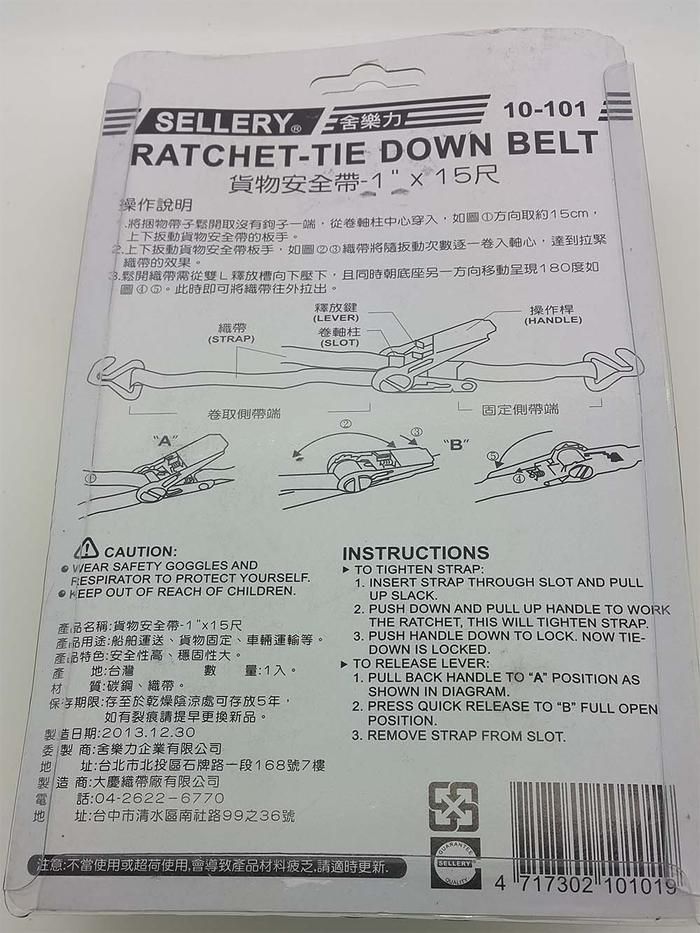 SELLERY® 舍樂力 10-101
RATCHET-TIE DOWN BELT
貨物安全帶-1" x 15尺
操作說明
1.將捆物帶子鬆開取沒有鉤子一端，從卷軸柱中心穿入，如圖①方向取約15cm，
上下扳動貨物安全帶的板手。
2.上下扳動貨物安全帶板手，如圖②③織帶將隨扳動次數逐一卷入軸心，達到拉緊
織帶的效果。
3.鬆開織帶需從雙L釋放槽向下壓下，且同時朝底座另一方向移動呈現180度如
圖④⑤。此時即可將織帶往外拉出。
織帶
(STRAP)
釋放鍵
(LEVER)
卷軸柱
(SLOT)
操作桿
(HANDLE)
卷取側帶端
固定側帶端
"A"
①
②
③
"B"
⑤
④
CAUTION:
● WEAR SAFETY GOGGLES AND
RESPIRATOR TO PROTECT YOURSELF.
● KEEP OUT OF REACH OF CHILDREN.
產品名稱:貨物安全帶-1"x15尺
產品用途:船舶運送、貨物固定、車輛運輸等。
產品特色:安全性高、穩固性大。
產 地:台灣 數 量:1入。
材 質:碳鋼、織帶。
保存期限:存至於乾燥陰涼處可存放5年，
如有裂痕請提早更換新品。
製造日期:2013.12.30
委 製 商:舍樂力企業有限公司
地 址:台北市北投區石牌路一段168號7樓
製 造 商:大慶織帶廠有限公司
電 話:04-2622-6770
地 址:台中市清水區南社路99之36號
注意:不當使用或超荷使用,會導致產品材料疲乏,請適時更新.
INSTRUCTIONS
▶ TO TIGHTEN STRAP:
1. INSERT STRAP THROUGH SLOT AND PULL
UP SLACK.
2. PUSH DOWN AND PULL UP HANDLE TO WORK
THE RATCHET, THIS WILL TIGHTEN STRAP.
3. PUSH HANDLE DOWN TO LOCK. NOW TIE-
DOWN IS LOCKED.
▶ TO RELEASE LEVER:
1. PULL BACK HANDLE TO "A" POSITION AS
SHOWN IN DIAGRAM.
2. PRESS QUICK RELEASE TO "B" FULL OPEN
POSITION.
3. REMOVE STRAP FROM SLOT.
GUARANTEE
SELLERY
QUALITY
4 717302 101019